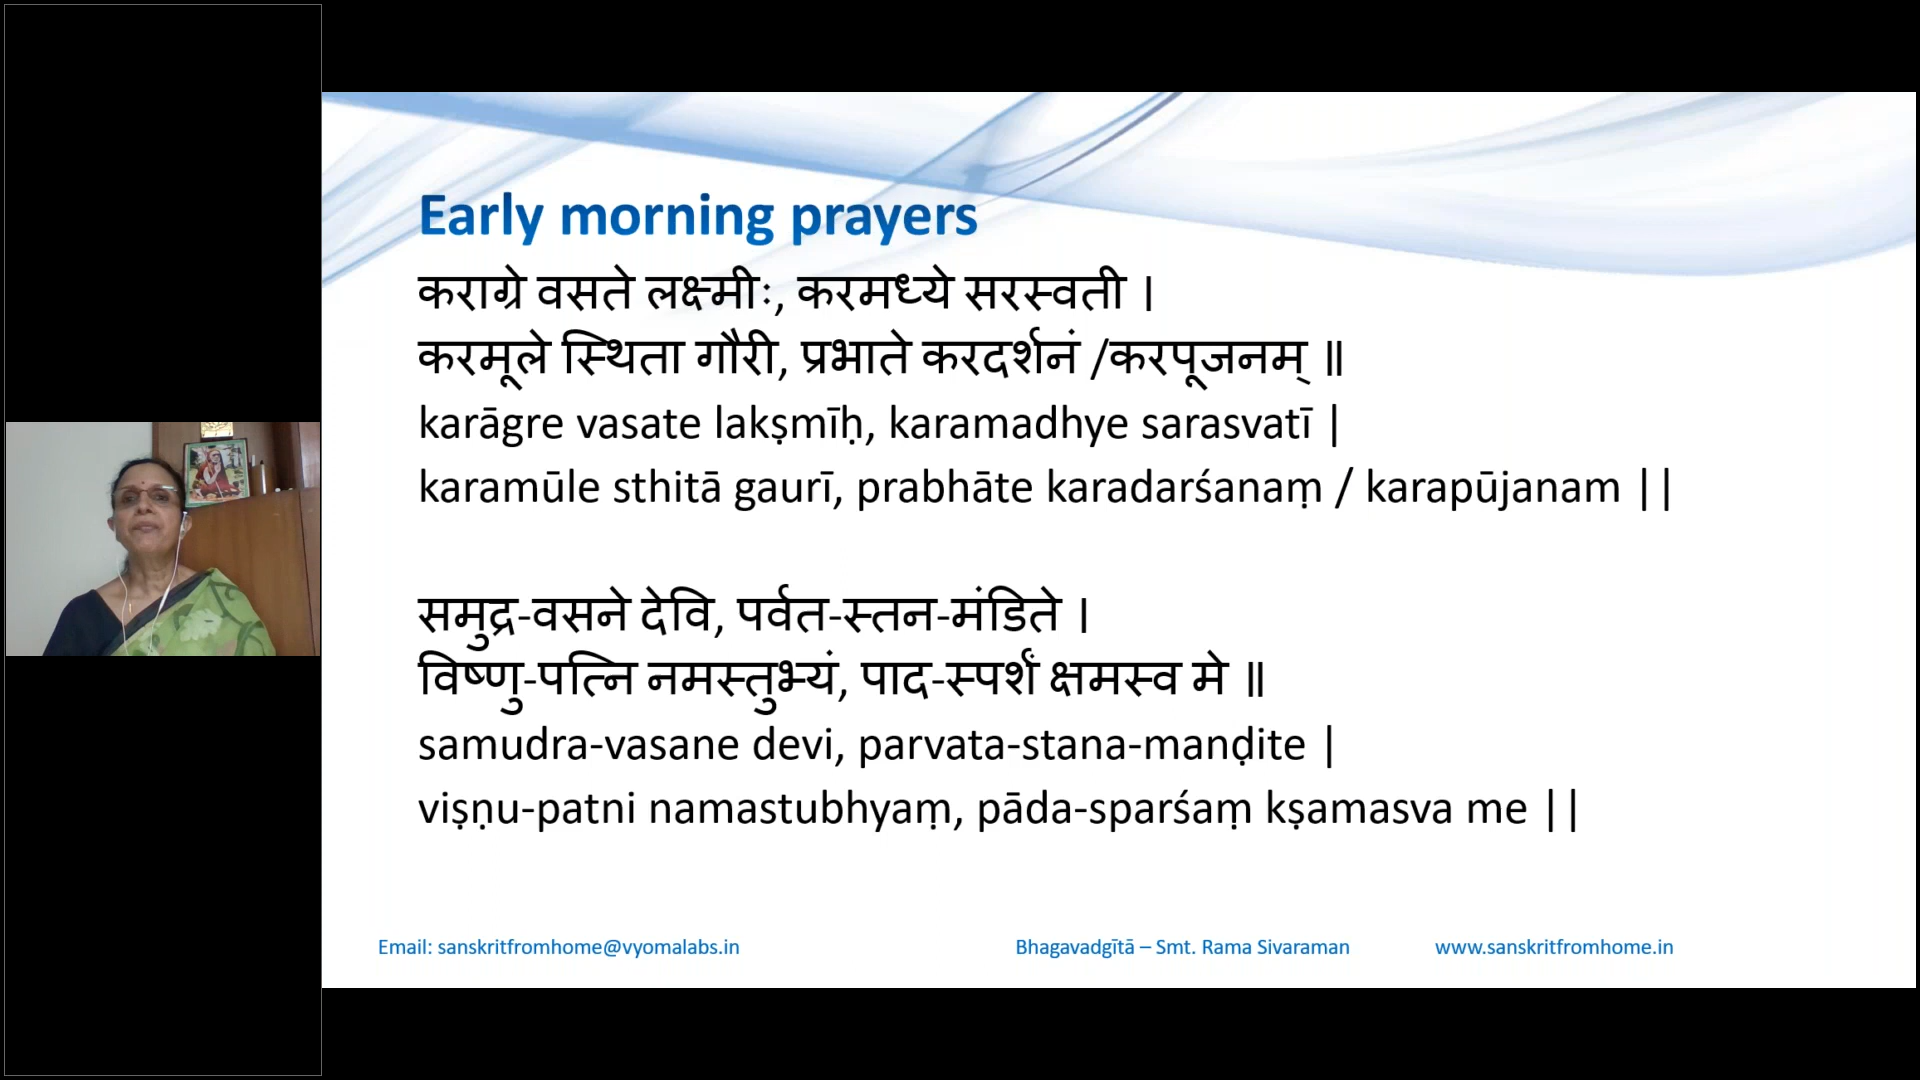 Early morning prayers
कराग्रे वसते लक्ष्मीः, करमध्ये सरस्वती ।
करमूले स्थिता गौरी, प्रभाते करदर्शनं /करपूजनम् ॥
karāgre vasate lakṣmīḥ, karamadhye sarasvatī |
karamūle sthitā gaurī, prabhāte karadarśanaṃ / karapūjanam ||
समुद्र-वसने देवि, पर्वत-स्तन-मंडिते ।
विष्णु-पत्नि नमस्तुभ्यं, पाद-स्पर्शं क्षमस्व मे ॥
samudra-vasane devi, parvata-stana-manḍite |
viṣṇu-patni namastubhyaṃ, pāda-sparśaṃ kṣamasva me ||
Email: sanskritfromhome@vyomalabs.in Bhagavadgītā – Smt. Rama Sivaraman www.sanskritfromhome.in